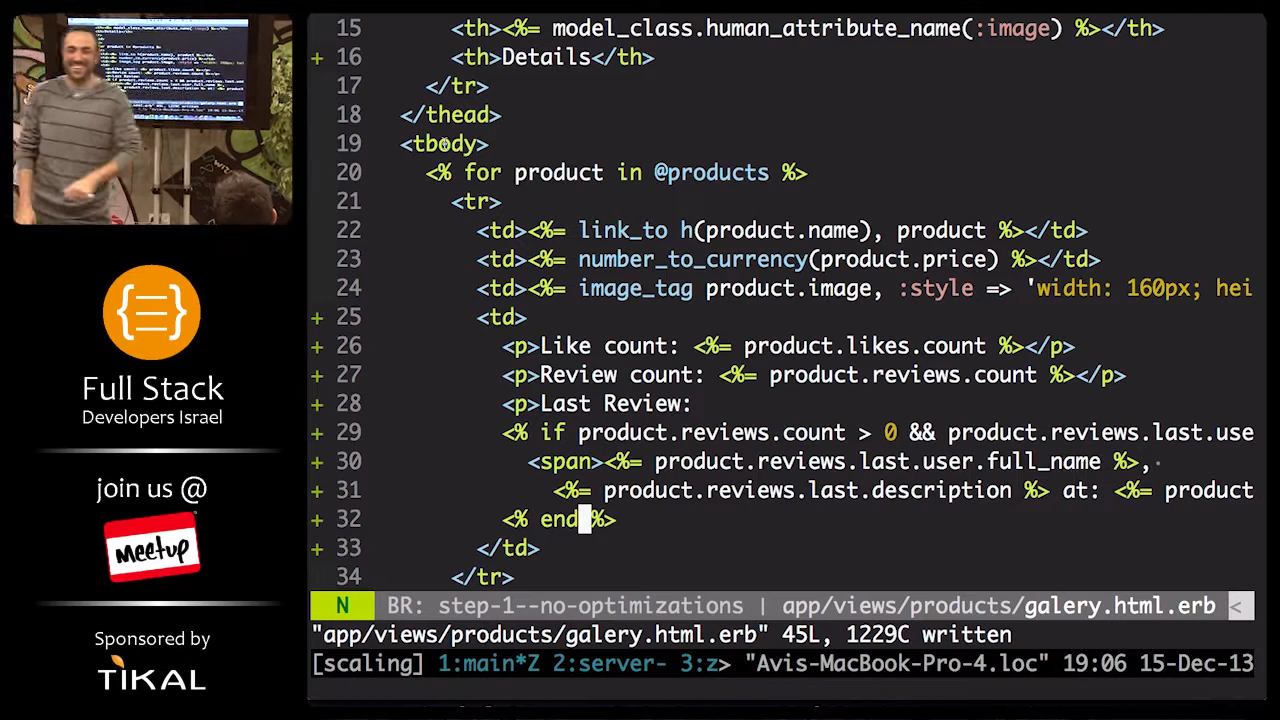 15 <th><%= model_class.human_attribute_name(:image) %></th>
+ 16 <th>Details</th>
17 </tr>
18 </thead>
19 <tbody>
20 <% for product in @products %>
21 <tr>
22 <td><%= link_to h(product.name), product %></td>
23 <td><%= number_to_currency(product.price) %></td>
24 <td><%= image_tag product.image, :style => 'width: 160px; hei
+ 25 <td>
+ 26 <p>Like count: <%= product.likes.count %></p>
+ 27 <p>Review count: <%= product.reviews.count %></p>
+ 28 <p>Last Review:
+ 29 <% if product.reviews.count > 0 && product.reviews.last.use
+ 30 <span><%= product.reviews.last.user.full_name %>,
+ 31 <%= product.reviews.last.description %> at: <%= product
+ 32 <% end %>
+ 33 </td>
34 </tr>
N BR: step-1--no-optimizations | app/views/products/galery.html.erb <
"app/views/products/galery.html.erb" 45L, 1229C written
[scaling] 1:main*Z 2:server- 3:z> "Avis-MacBook-Pro-4.loc" 19:06 15-Dec-13
Full Stack
Developers Israel
join us @
meetup
Sponsored by
TIKAL